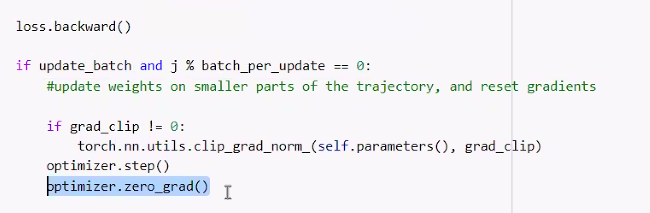 loss.backward()
if update_batch and j % batch_per_update == 0:
#update weights on smaller parts of the trajectory, and reset gradients
if grad_clip != 0:
torch.nn.utils.clip_grad_norm_(self.parameters(), grad_clip)
optimizer.step()
optimizer.zero_grad()